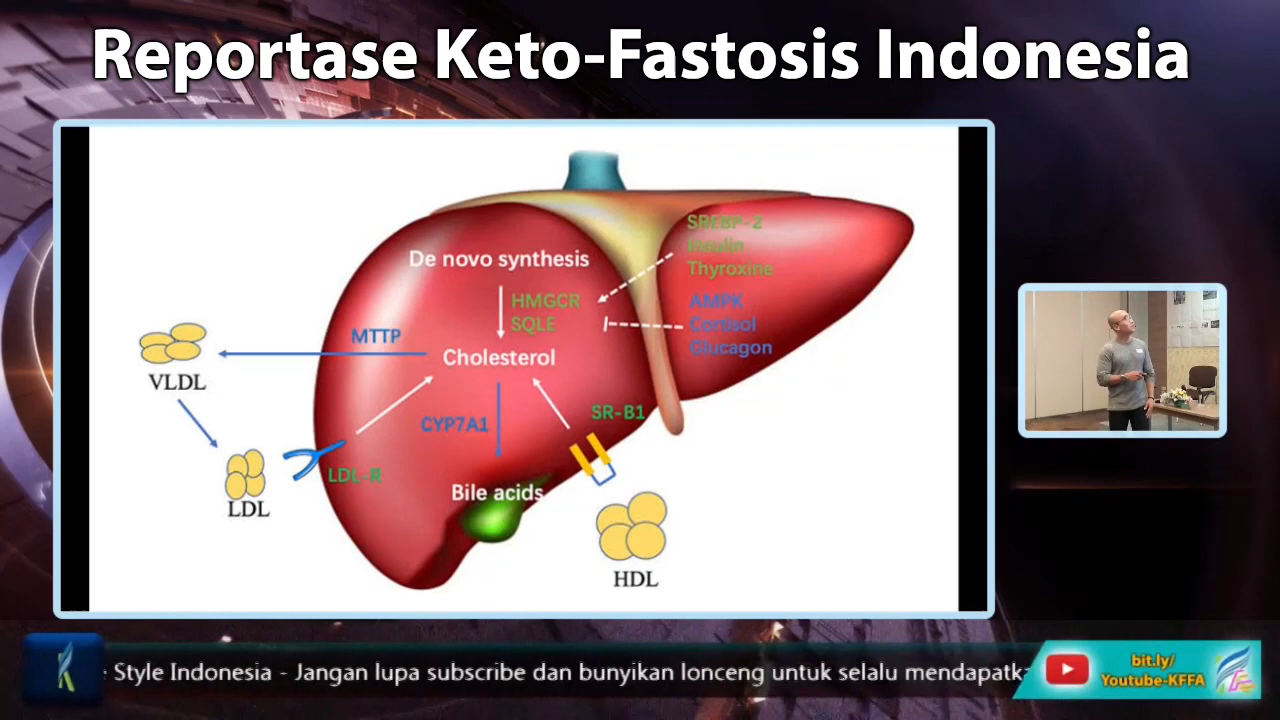 Reportase Keto-Fastosis Indonesia
De novo synthesis
SREBP-2
Insulin
Thyroxine
HMGCR
SQLE
AMPK
Cortisol
Glucagon
MTTP
Cholesterol
VLDL
CYP7A1
SR-B1
LDL-R
LDL
Bile acids
HDL
Style Indonesia - Jangan lupa subscribe dan bunyikan lonceng untuk selalu mendapatka
bit.ly/
Youtube-KFFA